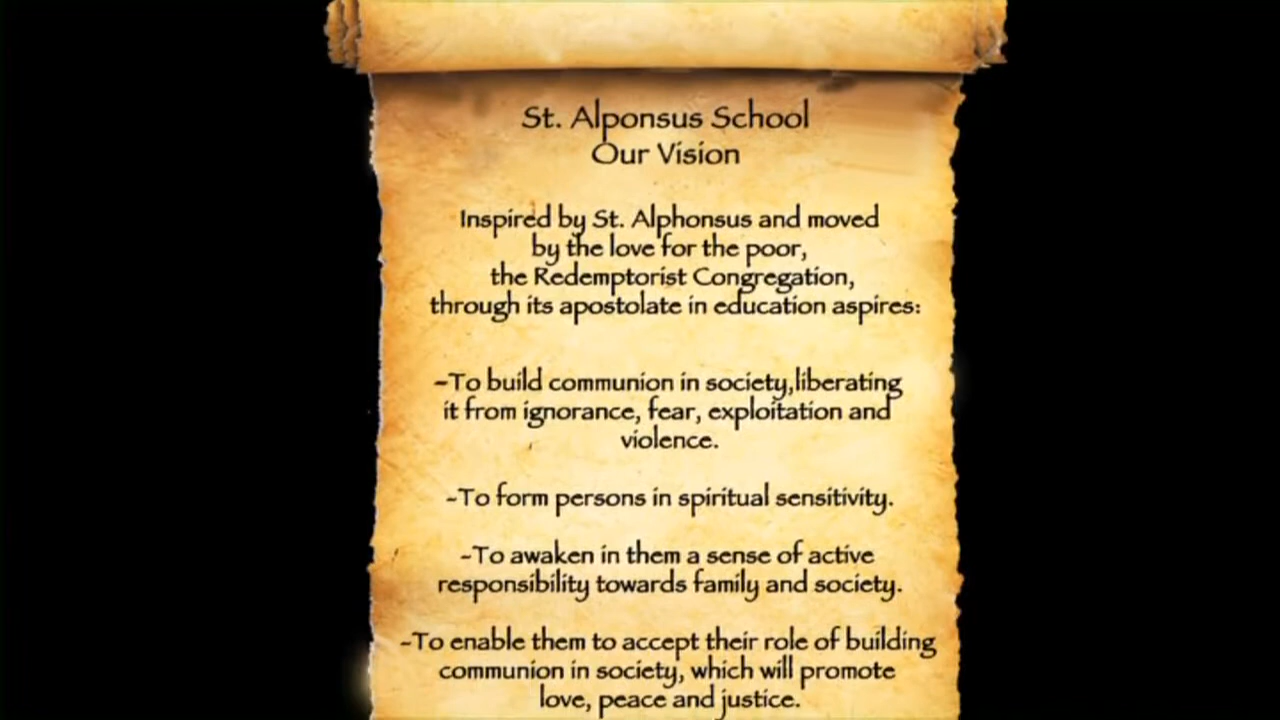 St. Alponsus School
Our Vision
Inspired by St. Alphonsus and moved
by the love for the poor,
the Redemptorist Congregation,
through its apostolate in education aspires:
-To build communion in society,liberating
it from ignorance, fear, exploitation and
violence.
-To form persons in spiritual sensitivity.
-To awaken in them a sense of active
responsibility towards family and society.
-To enable them to accept their role of building
communion in society, which will promote
love, peace and justice.